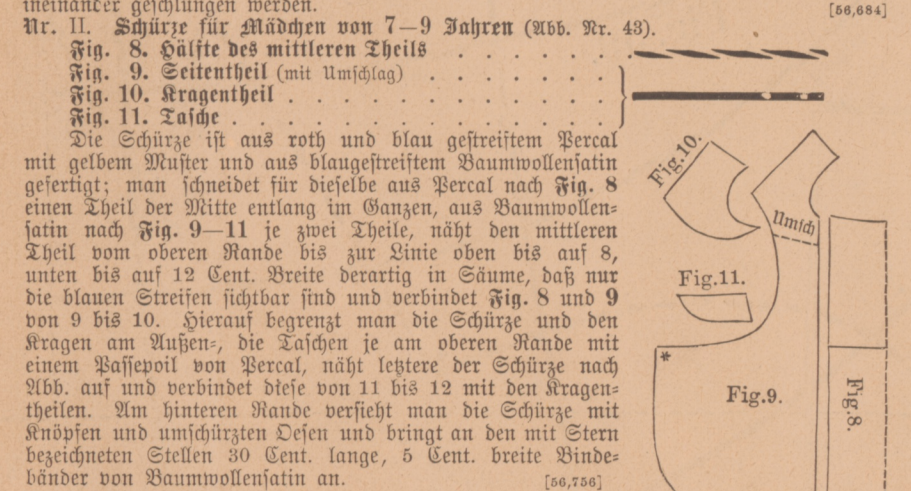 ineinander geschlungen werden.
[56,684]
Nr. II. Schürze für Mädchen von 7—9 Jahren (Abb. Nr. 43).
Fig. 8. Hälfte des mittleren Theils . . . . . .
Fig. 9. Seitentheil (mit Umschlag) . . . . . .
Fig. 10. Kragentheil . . . . . . . . . .
Fig. 11. Tasche . . . . . . . . . . . .
Die Schürze ist aus roth und blau gestreiftem Percal
mit gelbem Muster und aus blaugestreiftem Baumwollensatin
gefertigt; man schneidet für dieselbe aus Percal nach Fig. 8
einen Theil der Mitte entlang im Ganzen, aus Baumwollen=
satin nach Fig. 9—11 je zwei Theile, näht den mittleren
Theil vom oberen Rande bis zur Linie oben bis auf 8,
unten bis auf 12 Cent. Breite derartig in Säume, daß nur
die blauen Streifen sichtbar sind und verbindet Fig. 8 und 9
von 9 bis 10. Hierauf begrenzt man die Schürze und den
Kragen am Außen=, die Taschen je am oberen Rande mit
einem Passepoil von Percal, näht letztere der Schürze nach
Abb. auf und verbindet diese von 11 bis 12 mit den Kragen=
theilen. Am hinteren Rande versieht man die Schürze mit
Knöpfen und umschürzten Oesen und bringt an den mit Stern
bezeichneten Stellen 30 Cent. lange, 5 Cent. breite Binde=
bänder von Baumwollensatin an.
[56,756]
Fig.10.
Umsch
Fig.11.
*
Fig.9.
Fig.8.